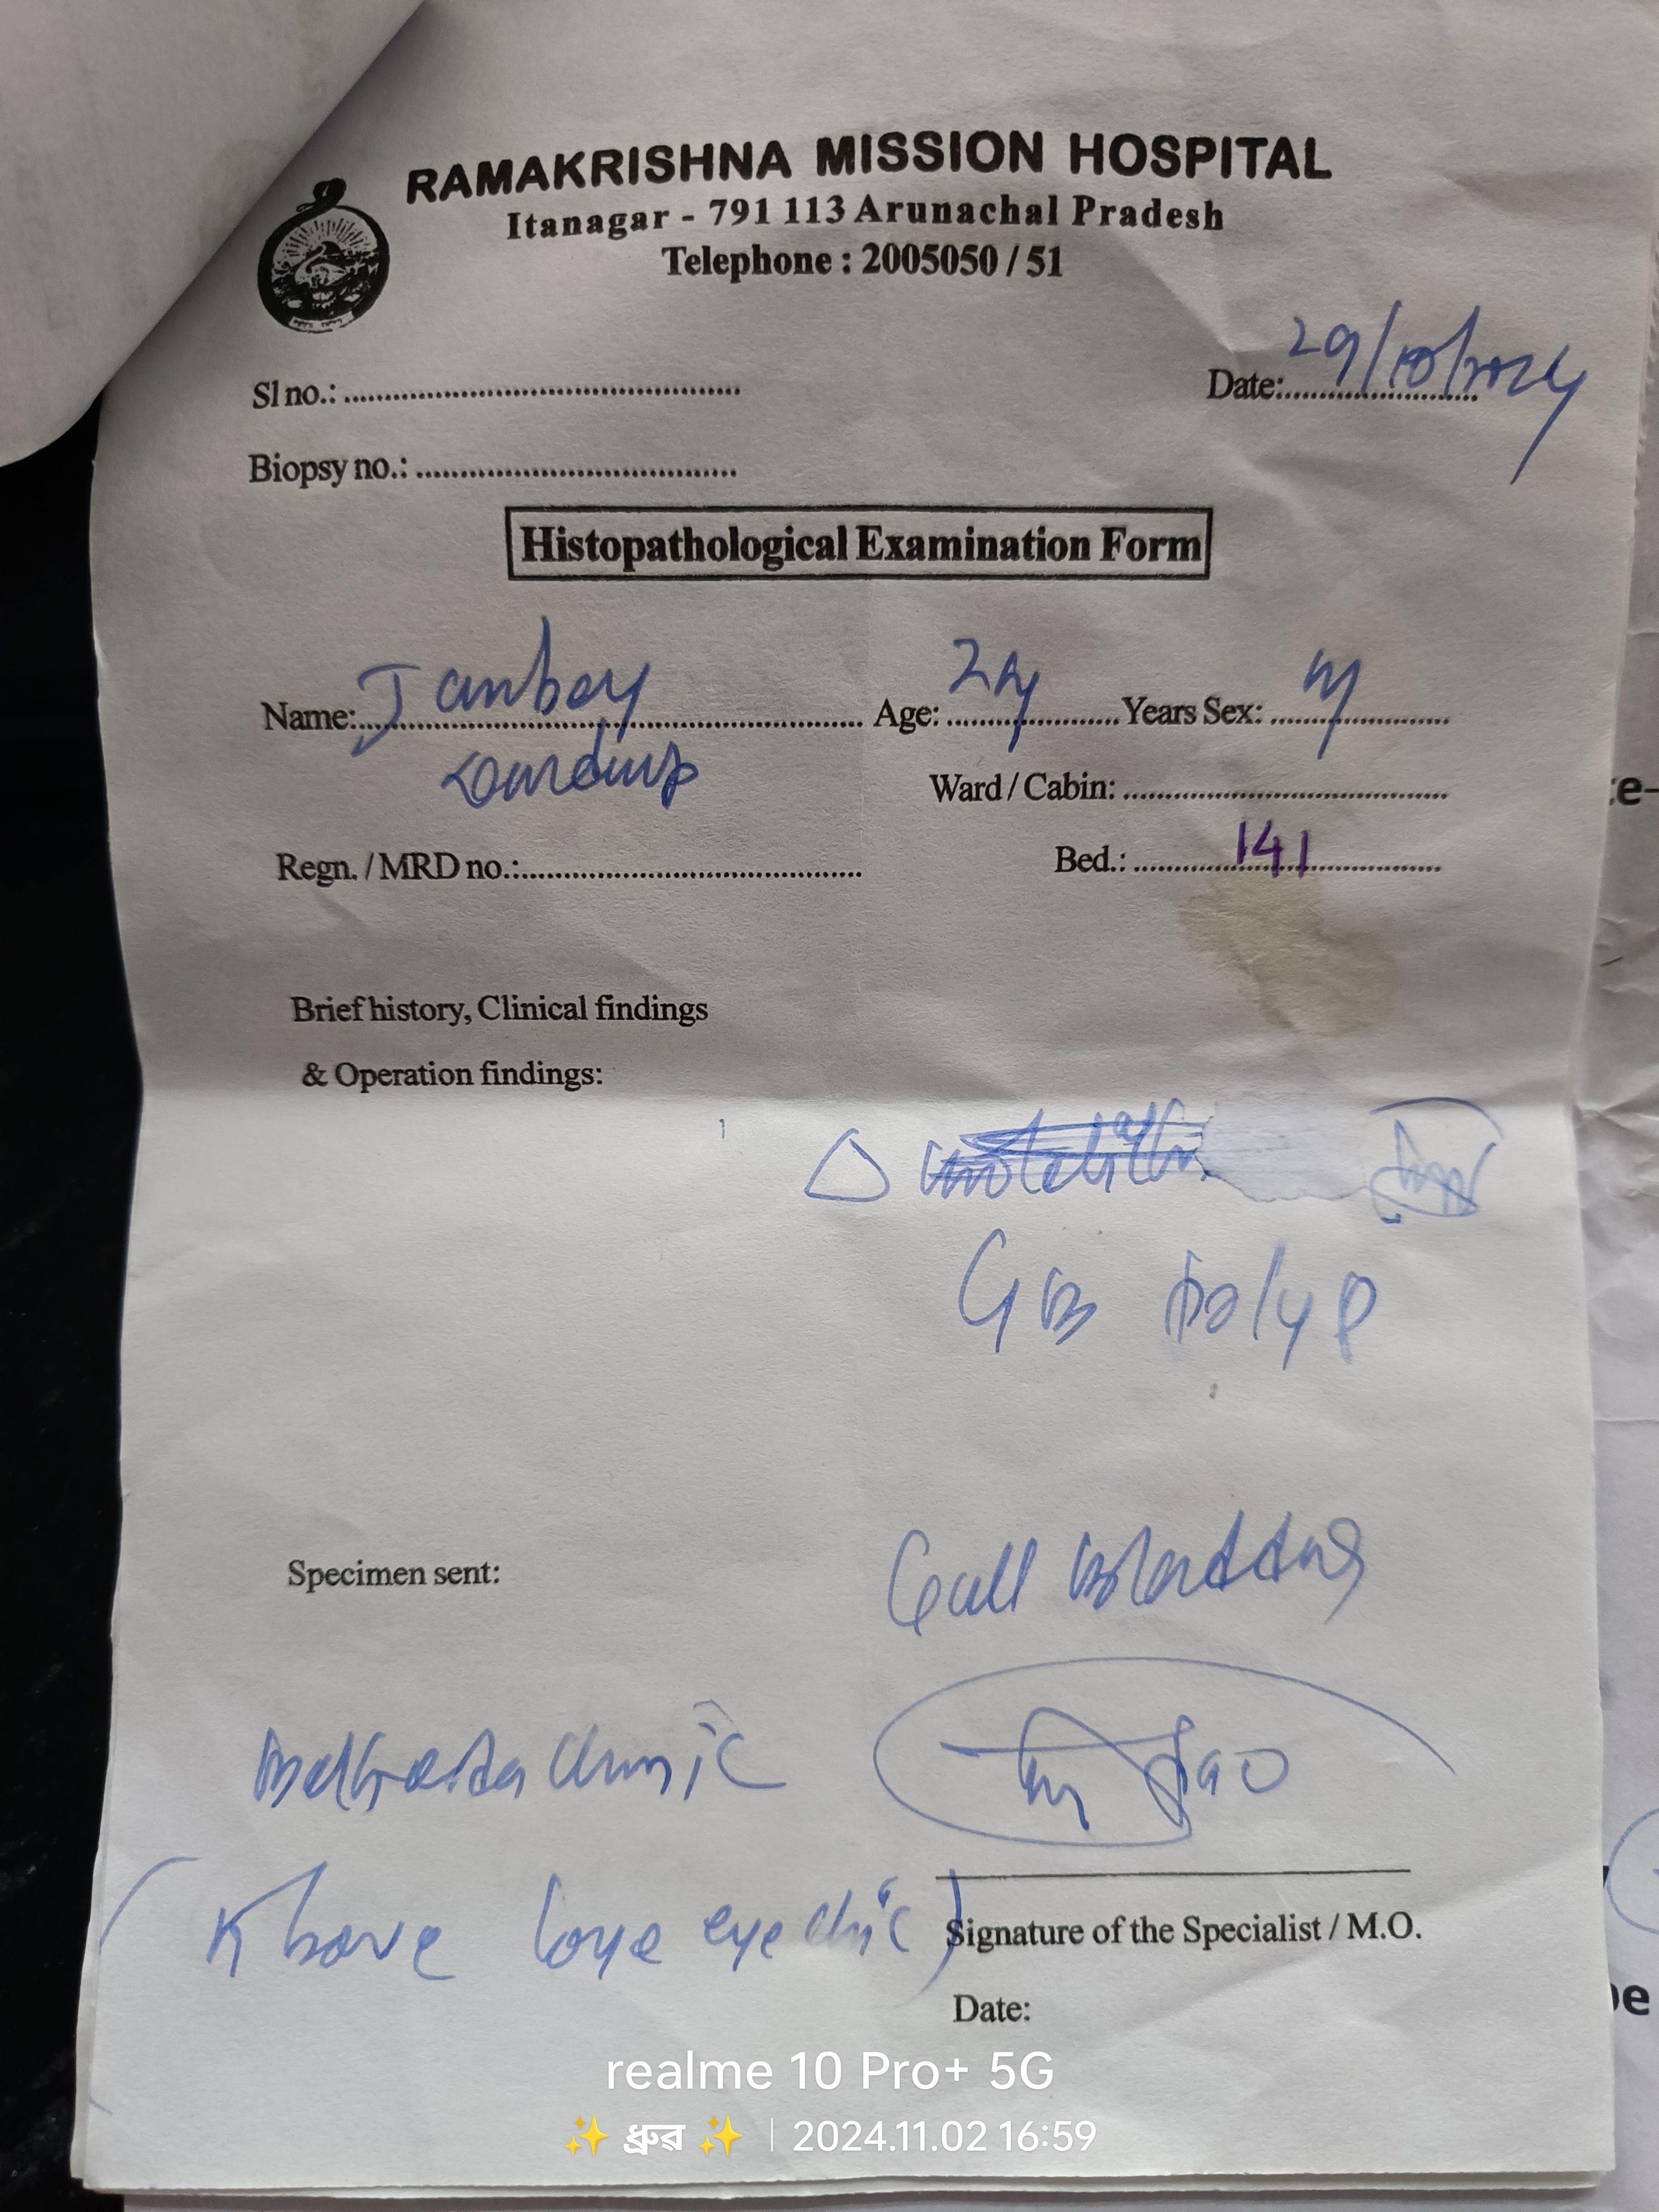 RAMAKRISHNA MISSION HOSPITAL
Itanagar - 791 113 Arunachal Pradesh
Telephone : 2005050 / 51
Sl no.: ........................................ Date: 29/10/2024
Biopsy no.: ........................................
Histopathological Examination Form
Name: Age: 24 Years Sex: M
Ward / Cabin: ........................................
Regn. / MRD no.: ........................................ Bed.: 141
Brief history, Clinical findings
& Operation findings:
△
GB polyp
Specimen sent: Gall bladder
clinic
eye clinic)
Signature of the Specialist / M.O.
Date:
realme 10 Pro+ 5G
✨ ধ্ৰুৱ ✨ | 2024.11.02 16:59